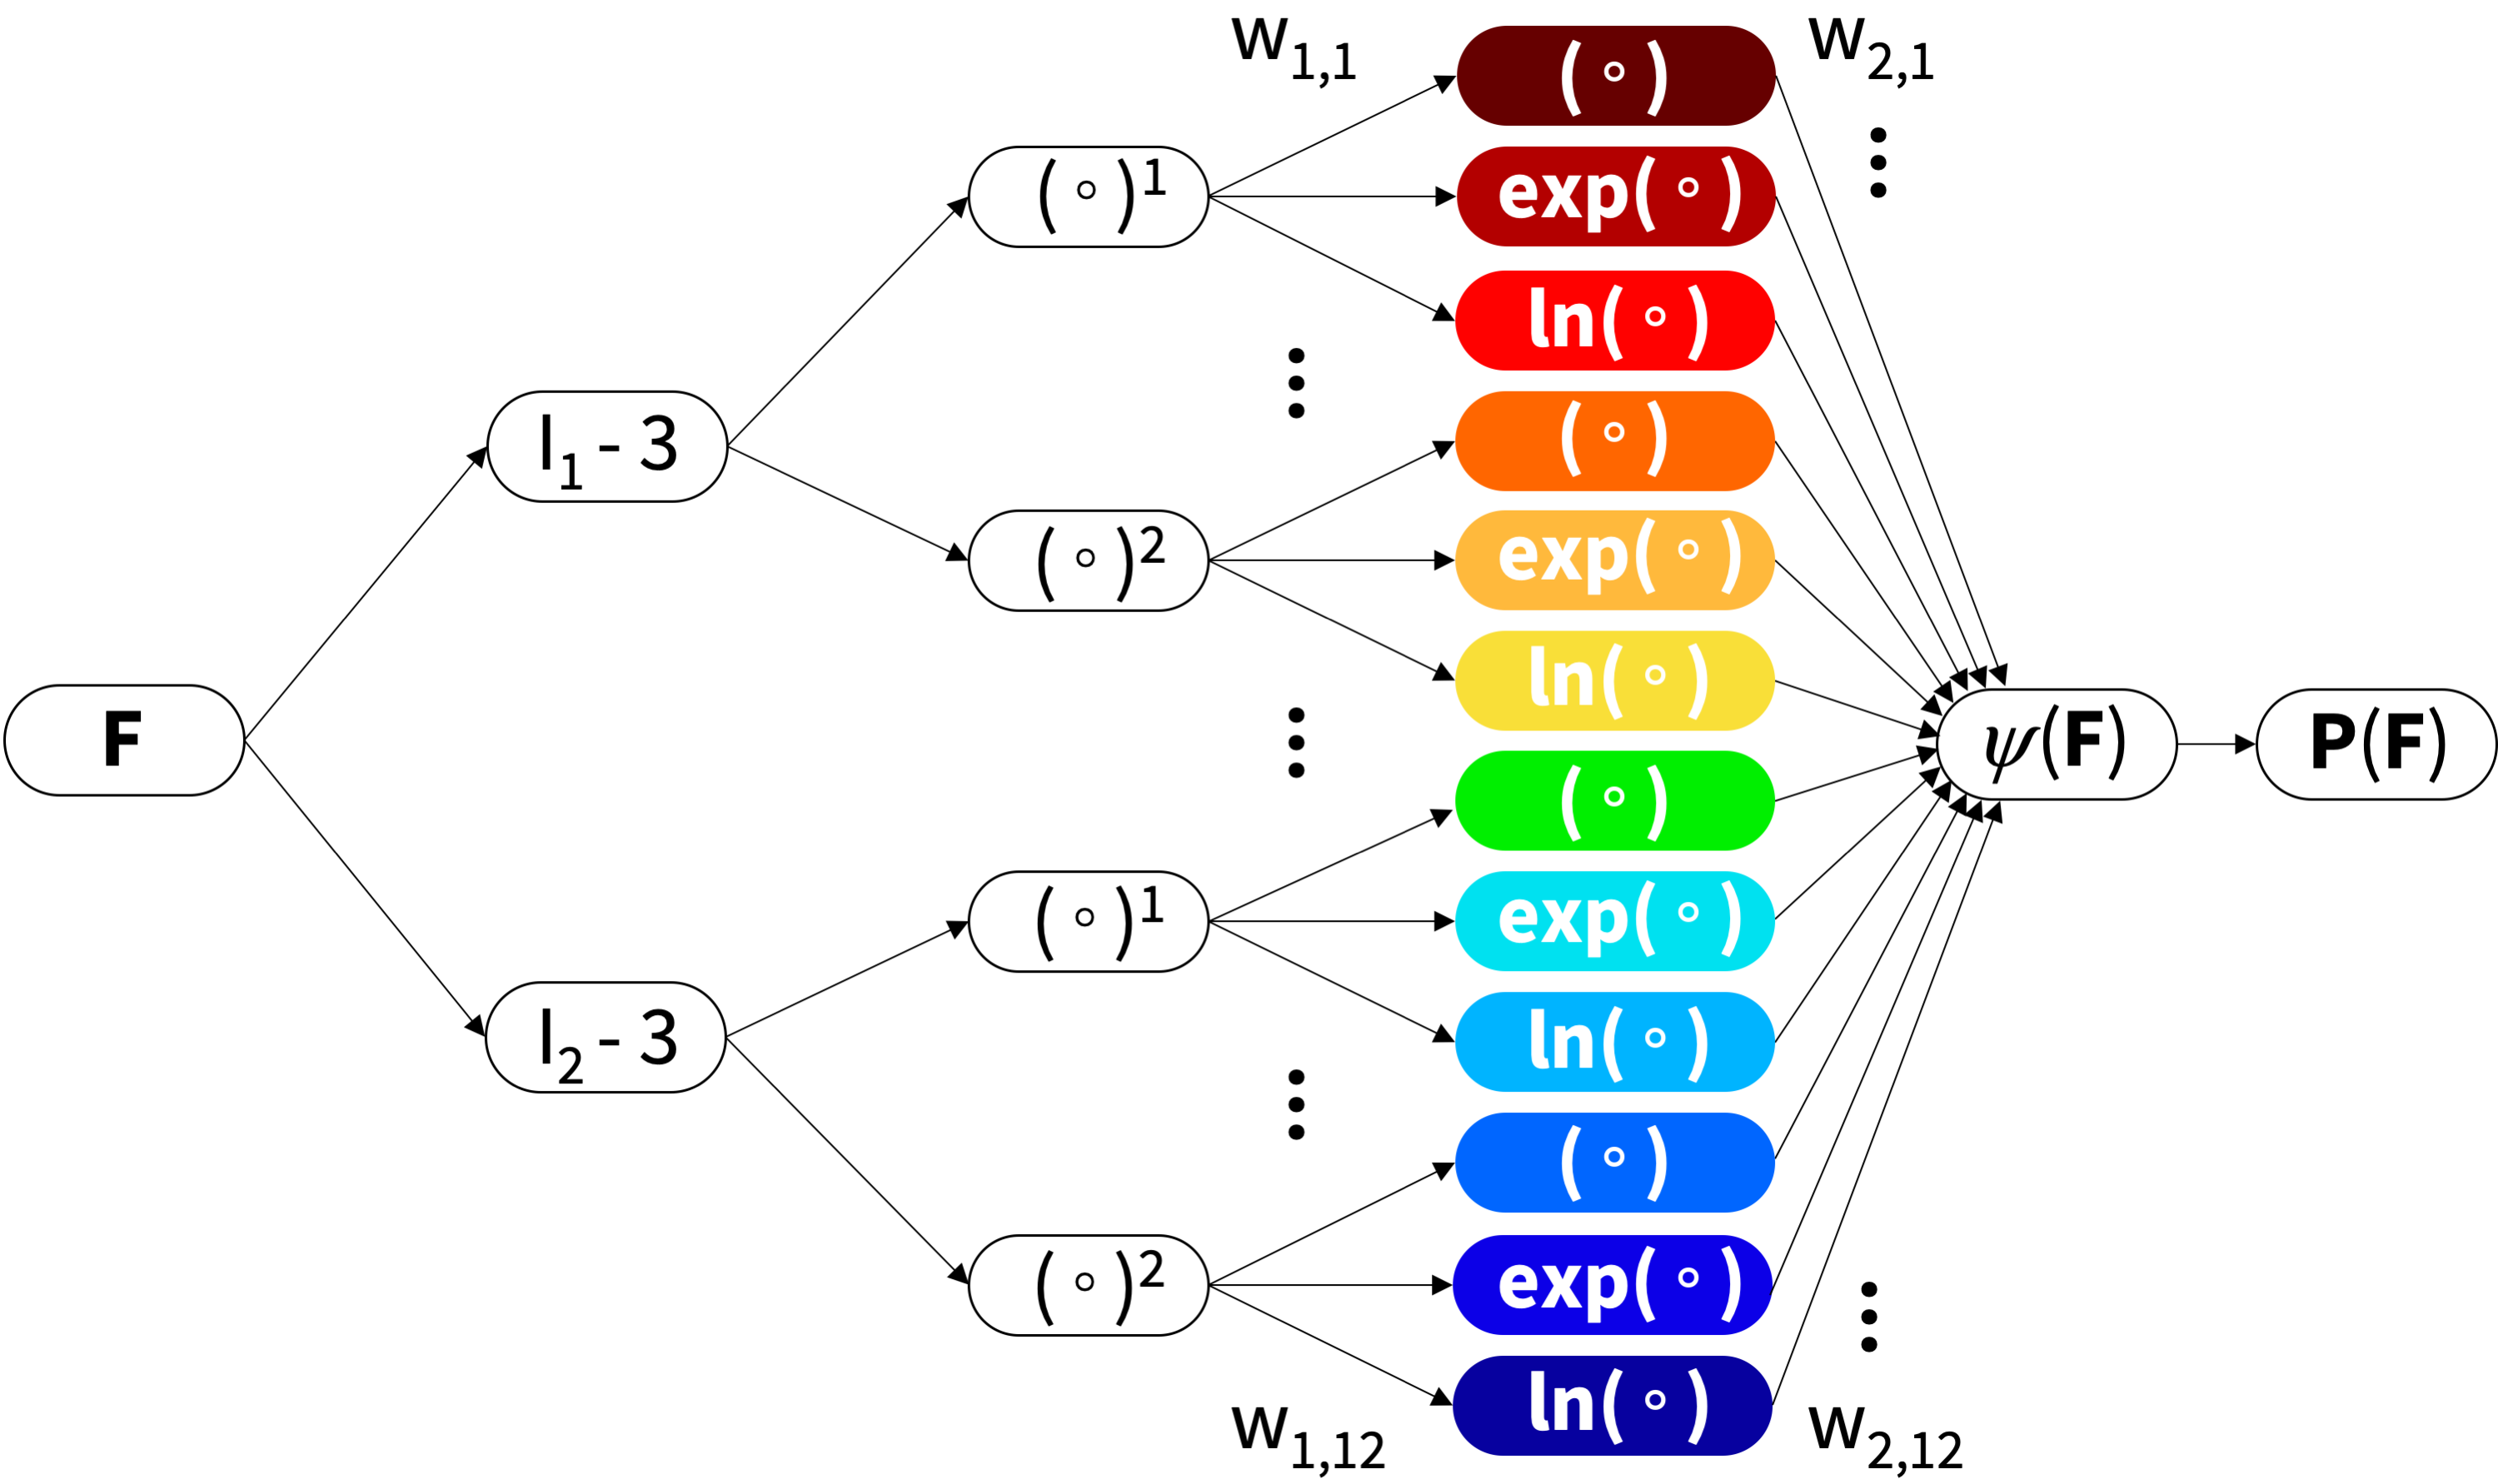 F
I₁ - 3
I₂ - 3
(∘)¹
(∘)²
(∘)¹
(∘)²
w₁,₁
⋮
⋮
⋮
w₁,₁₂
(∘)
exp(∘)
ln(∘)
(∘)
exp(∘)
ln(∘)
(∘)
exp(∘)
ln(∘)
(∘)
exp(∘)
ln(∘)
w₂,₁
⋮
⋮
w₂,₁₂
ψ(F)
P(F)